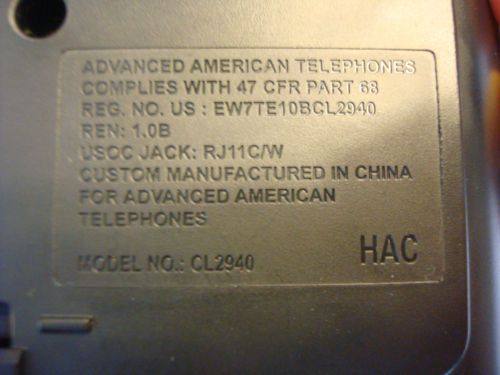 ADVANCED AMERICAN TELEPHONES
COMPLIES WITH 47 CFR PART 68
REG. NO. US : EW7TE10BCL2940
REN: 1.0B
USOC JACK: RJ11C/W
CUSTOM MANUFACTURED IN CHINA
FOR ADVANCED AMERICAN
TELEPHONES
MODEL NO.: CL2940
HAC